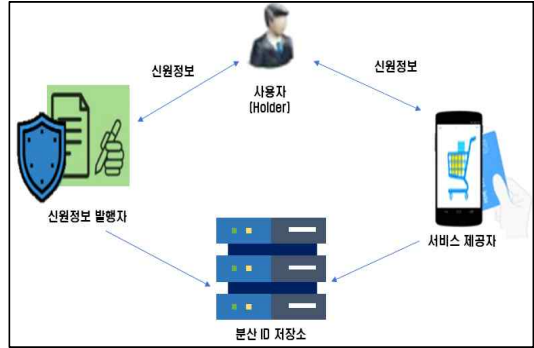 신원정보
신원정보
사용자
(Holder)
신원정보 발행자
서비스 제공자
분산 ID 저장소